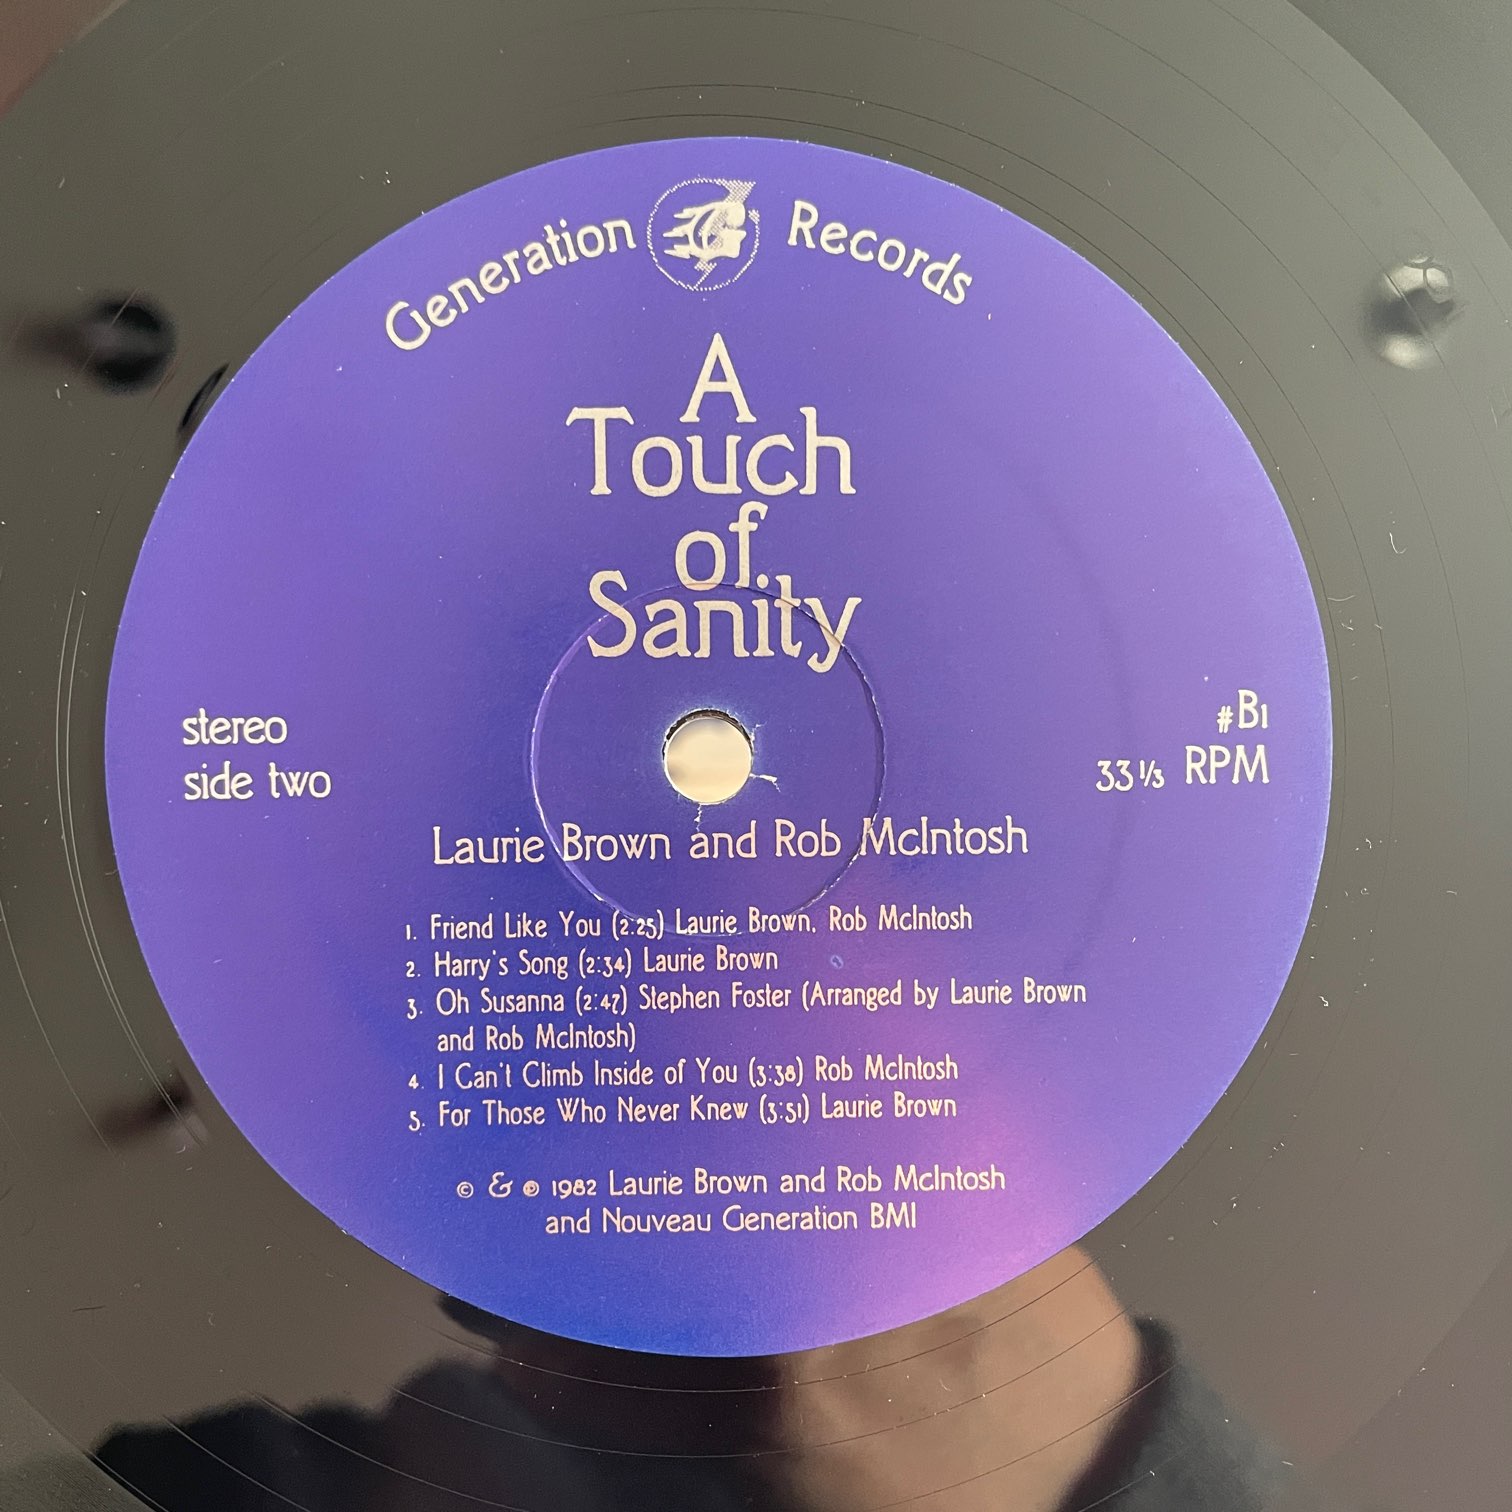 Generation Records
A
Touch
of
Sanity
stereo
side two
#B1
33 1/3 RPM
Laurie Brown and Rob McIntosh
1. Friend Like You (2:25) Laurie Brown, Rob McIntosh
2. Harry's Song (2:34) Laurie Brown
3. Oh Susanna (2:47) Stephen Foster (Arranged by Laurie Brown
and Rob McIntosh)
4. I Can't Climb Inside of You (3:38) Rob McIntosh
5. For Those Who Never Knew (3:51) Laurie Brown
© & ℗ 1982 Laurie Brown and Rob McIntosh
and Nouveau Generation BMI